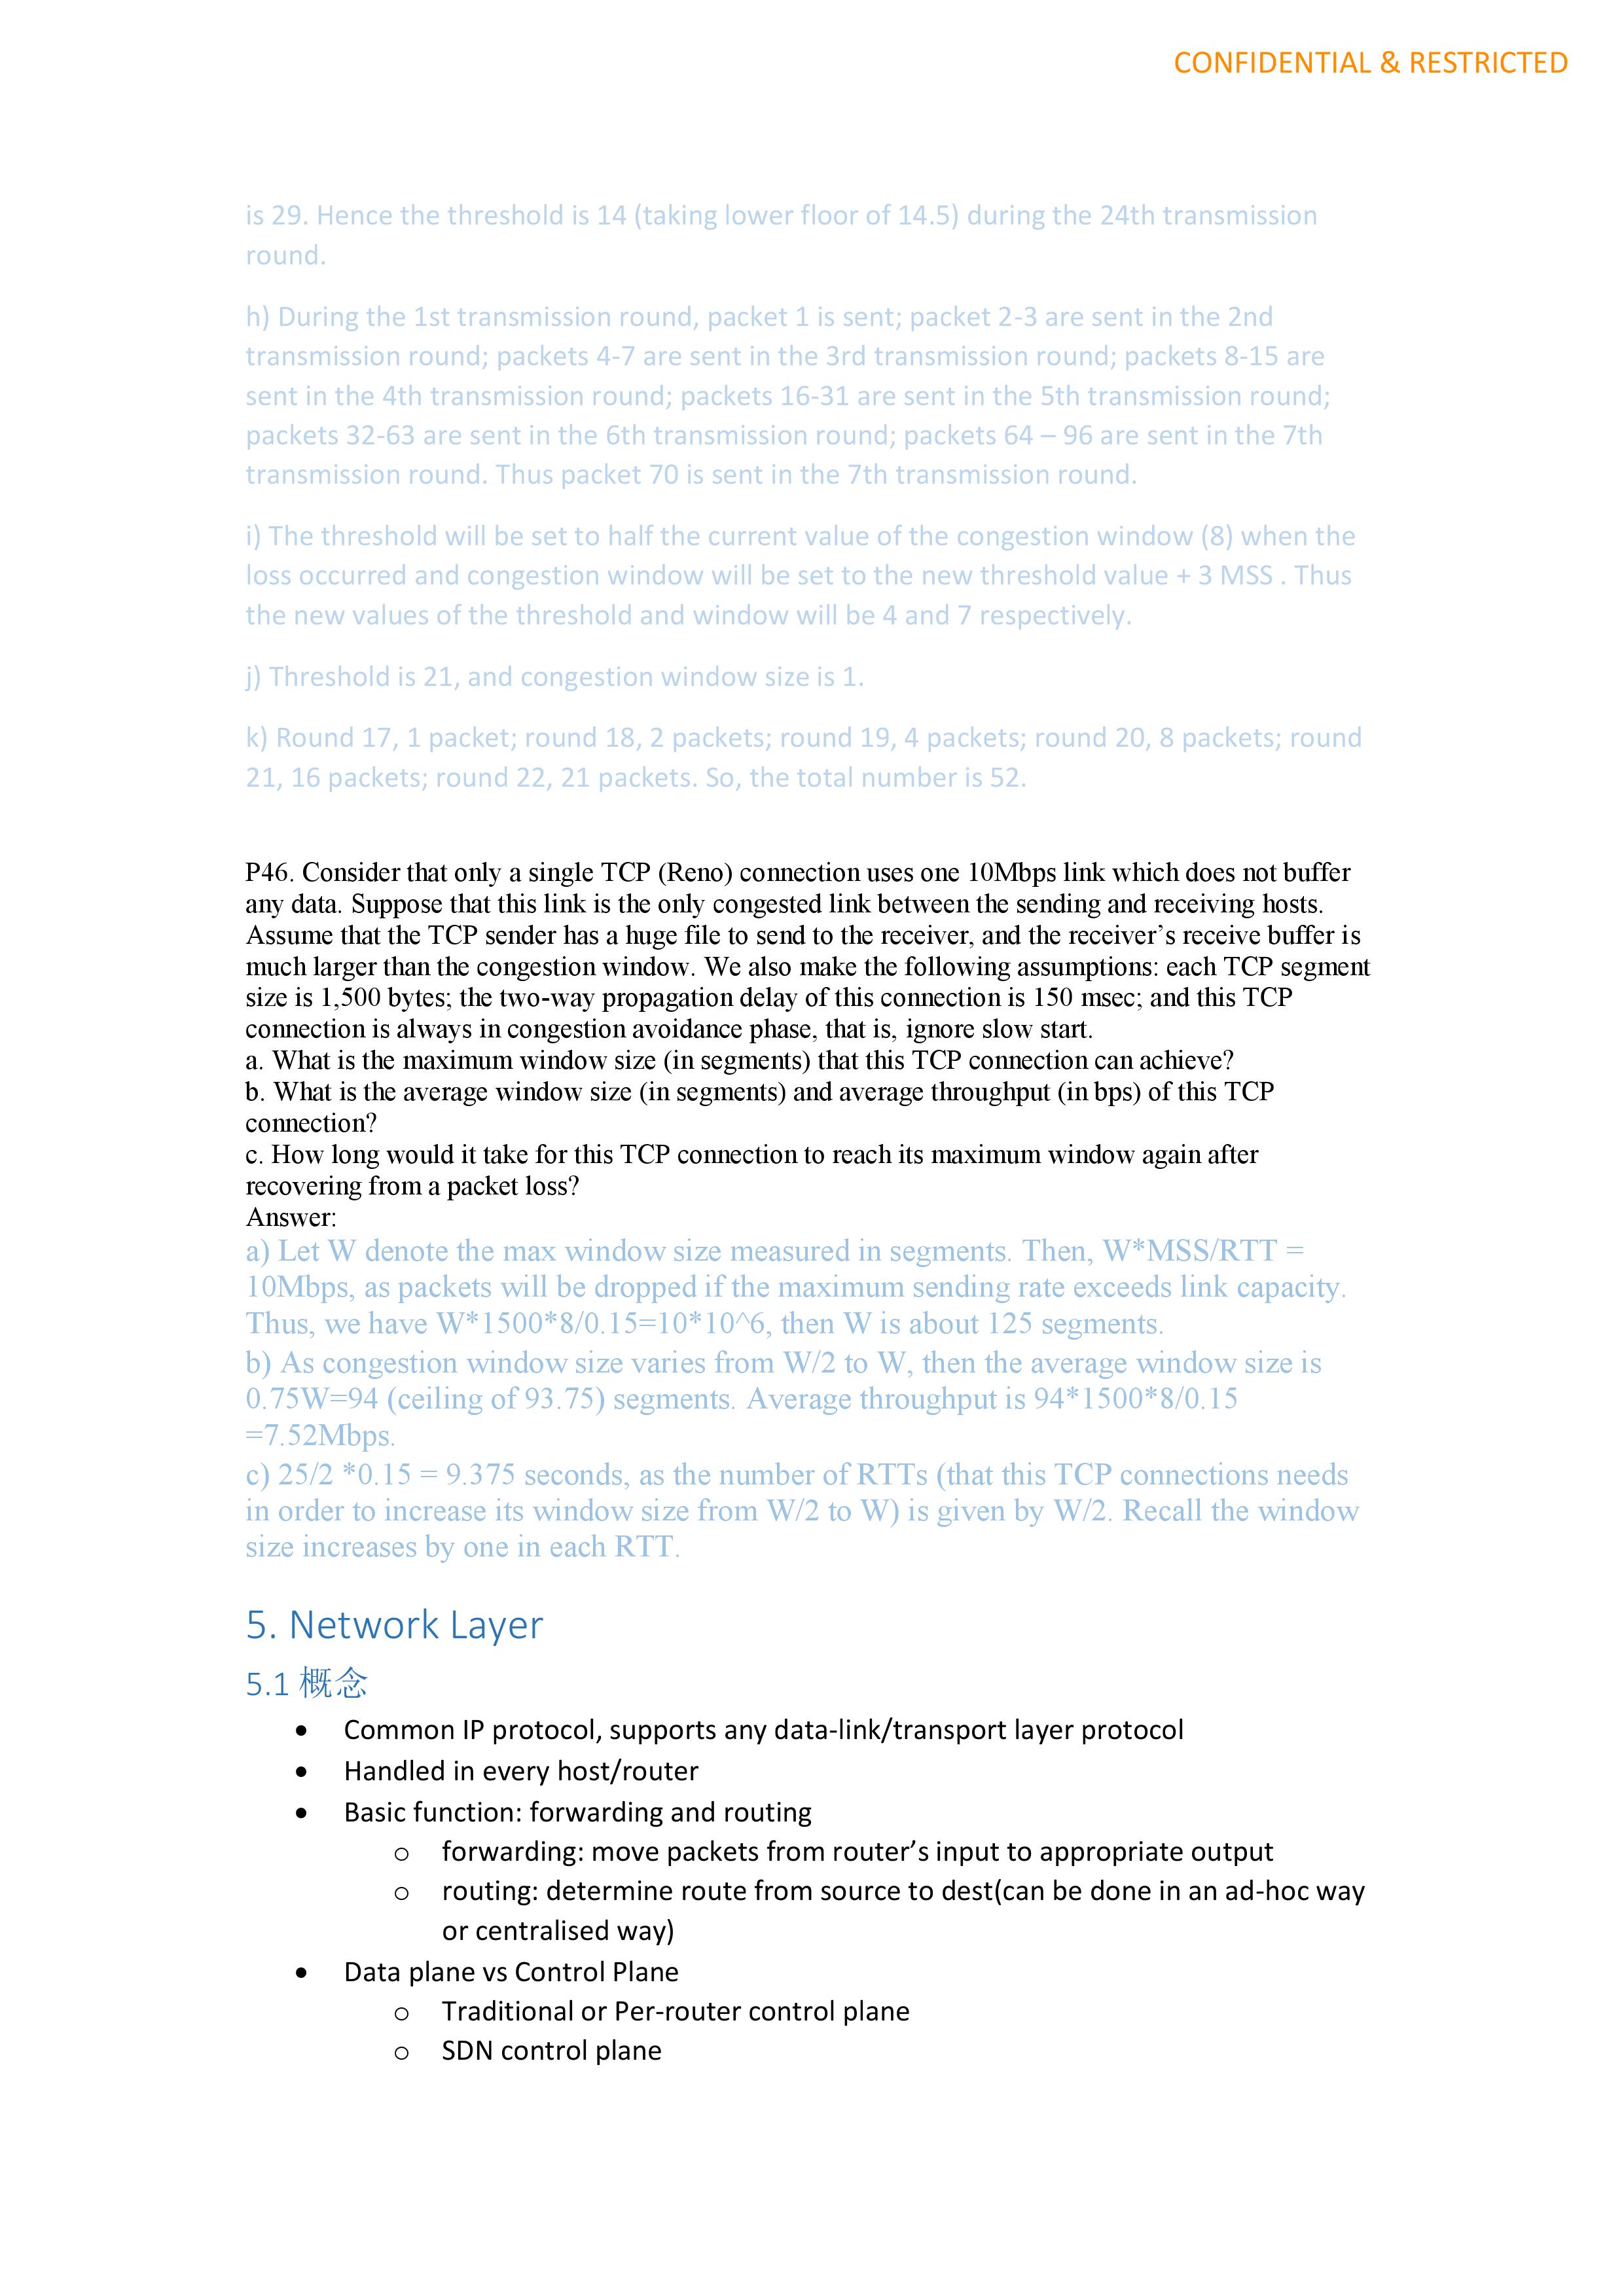 CONFIDENTIAL & RESTRICTED
is 29. Hence the threshold is 14 (taking lower floor of 14.5) during the 24th transmission
round.
h) During the 1st transmission round, packet 1 is sent; packet 2-3 are sent in the 2nd
transmission round; packets 4-7 are sent in the 3rd transmission round; packets 8-15 are
sent in the 4th transmission round; packets 16-31 are sent in the 5th transmission round;
packets 32-63 are sent in the 6th transmission round; packets 64 – 96 are sent in the 7th
transmission round. Thus packet 70 is sent in the 7th transmission round.
i) The threshold will be set to half the current value of the congestion window (8) when the
loss occurred and congestion window will be set to the new threshold value + 3 MSS . Thus
the new values of the threshold and window will be 4 and 7 respectively.
j) Threshold is 21, and congestion window size is 1.
k) Round 17, 1 packet; round 18, 2 packets; round 19, 4 packets; round 20, 8 packets; round
21, 16 packets; round 22, 21 packets. So, the total number is 52.
P46. Consider that only a single TCP (Reno) connection uses one 10Mbps link which does not buffer
any data. Suppose that this link is the only congested link between the sending and receiving hosts.
Assume that the TCP sender has a huge file to send to the receiver, and the receiver’s receive buffer is
much larger than the congestion window. We also make the following assumptions: each TCP segment
size is 1,500 bytes; the two-way propagation delay of this connection is 150 msec; and this TCP
connection is always in congestion avoidance phase, that is, ignore slow start.
a. What is the maximum window size (in segments) that this TCP connection can achieve?
b. What is the average window size (in segments) and average throughput (in bps) of this TCP
connection?
c. How long would it take for this TCP connection to reach its maximum window again after
recovering from a packet loss?
Answer:
a) Let W denote the max window size measured in segments. Then, W*MSS/RTT =
10Mbps, as packets will be dropped if the maximum sending rate exceeds link capacity.
Thus, we have W*1500*8/0.15=10*10^6, then W is about 125 segments.
b) As congestion window size varies from W/2 to W, then the average window size is
0.75W=94 (ceiling of 93.75) segments. Average throughput is 94*1500*8/0.15
=7.52Mbps.
c) 25/2 *0.15 = 9.375 seconds, as the number of RTTs (that this TCP connections needs
in order to increase its window size from W/2 to W) is given by W/2. Recall the window
size increases by one in each RTT.
5. Network Layer
5.1 概念
• Common IP protocol, supports any data-link/transport layer protocol
• Handled in every host/router
• Basic function: forwarding and routing
o forwarding: move packets from router’s input to appropriate output
o routing: determine route from source to dest(can be done in an ad-hoc way
or centralised way)
• Data plane vs Control Plane
o Traditional or Per-router control plane
o SDN control plane